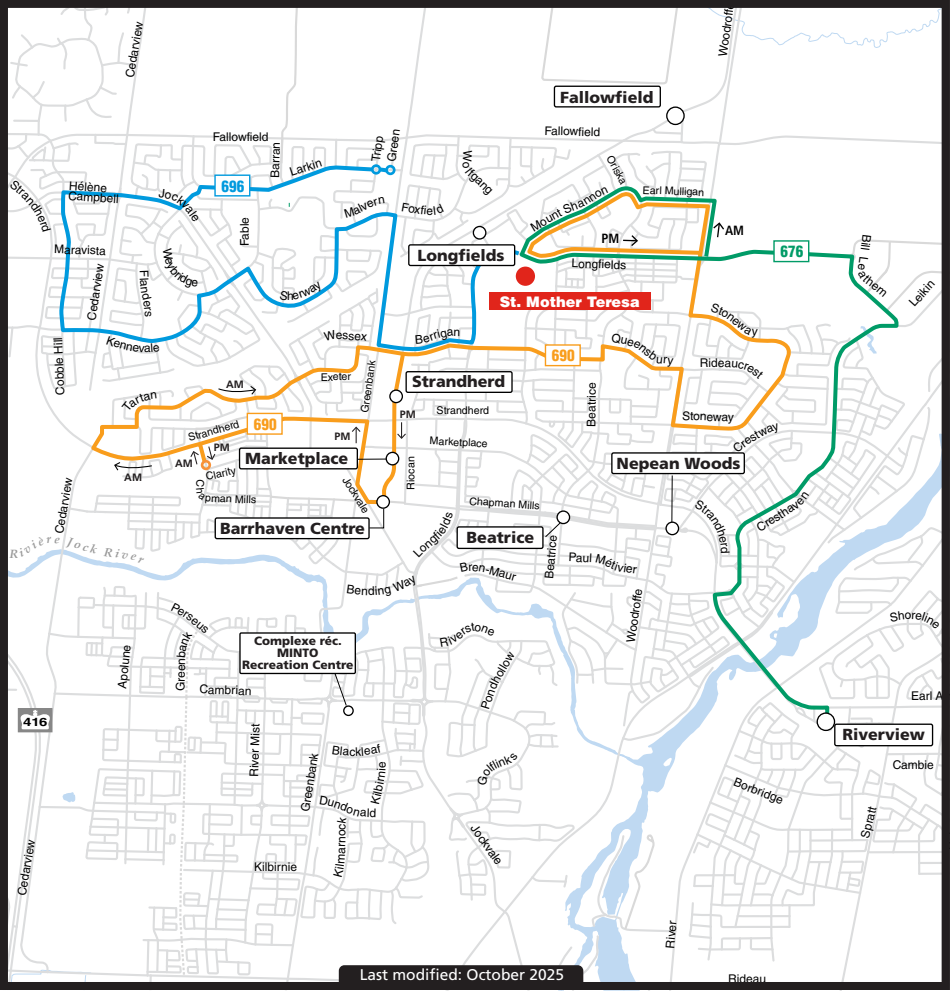 Cedarview
Woodroffe
Fallowfield
Fallowfield
Fallowfield
Barran
Larkin
Tripp
Green
Wolfgang
Oriska
Earl Mulligan
Strandherd
Hélène
Campbell
Jockvale
696
Malvern
Foxfield
Mount Shannon
PM
AM
676
Bill Leathem
Leikin
Maravista
Cedarview
Flanders
Weybridge
Fable
Sherway
Longfields
Longfields
St. Mother Teresa
Stoneway
Kennevale
Cobble Hill
Wessex
Berrigan
690
Queensbury
Rideaucrest
Exeter
Greenbank
Strandherd
Strandherd
Beatrice
Stoneway
Crestway
AM
Tartan
690
Strandherd
PM
PM
Marketplace
Marketplace
Riocan
Nepean Woods
AM
AM
PM
Clarity
Chapman Mills
Jockvale
Barrhaven Centre
Chapman Mills
Beatrice
Beatrice
Strandherd
Cresthaven
Cedarview
Rivière Jock River
Longfields
Bren-Maur
Paul Métivier
Bending Way
Woodroffe
Shoreline
Perseus
Apolune
Greenbank
Complexe réc.
MINTO
Recreation Centre
Riverstone
Pondhollow
Cambrian
Earl A
416
Riverview
River Mist
Greenbank
Blackleaf
Kilbirnie
Golflinks
Cambie
Borbridge
Spratt
Dundonald
Kilmarnock
Jockvale
Cedarview
Kilbirnie
River
Rideau
Last modified: October 2025